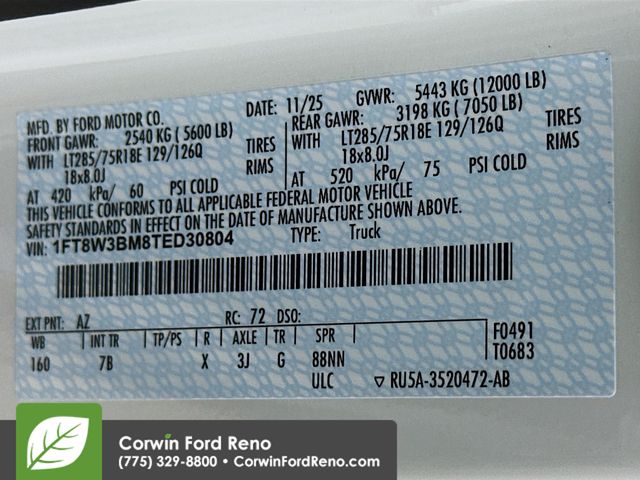 MFD. BY FORD MOTOR CO. DATE: 11/25 GVWR: 5443 KG (12000 LB)
FRONT GAWR: 2540 KG ( 5600 LB) REAR GAWR: 3198 KG ( 7050 LB)
WITH LT285/75R18E 129/126Q TIRES WITH LT285/75R18E 129/126Q TIRES
18x8.0J RIMS 18x8.0J RIMS
AT 420 kPa/ 60 PSI COLD AT 520 kPa/ 75 PSI COLD
THIS VEHICLE CONFORMS TO ALL APPLICABLE FEDERAL MOTOR VEHICLE
SAFETY STANDARDS IN EFFECT ON THE DATE OF MANUFACTURE SHOWN ABOVE.
VIN: 1FT8W3BM8TED30804 TYPE: Truck
EXT PNT: AZ RC: 72 DSO:
WB INT TR TP/PS R AXLE TR SPR F0491
160 7B X 3J G 88NN T0683
ULC ▽ RU5A-3520472-AB
Corwin Ford Reno
(775) 329-8800 • CorwinFordReno.com